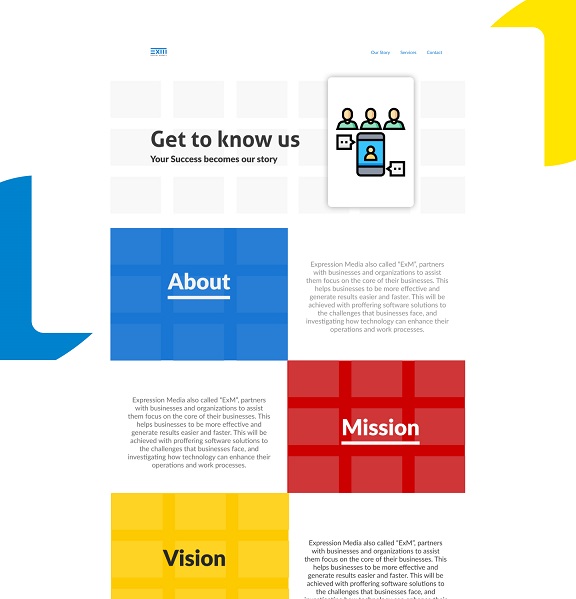 EXM
Our Story Services Contact
Get to know us
Your Success becomes our story
About
Expression Media also called “ExM”, partners
with businesses and organizations to assist
them focus on the core of their businesses. This
helps businesses to be more effective and
generate results easier and faster. This will be
achieved with proffering software solutions to
the challenges that businesses face, and
investigating how technology can enhance their
operations and work processes.
Expression Media also called “ExM”, partners
with businesses and organizations to assist
them focus on the core of their businesses. This
helps businesses to be more effective and
generate results easier and faster. This will be
achieved with proffering software solutions to
the challenges that businesses face, and
investigating how technology can enhance their
operations and work processes.
Mission
Vision
Expression Media also called “ExM”, partners
with businesses and organizations to assist
them focus on the core of their businesses. This
helps businesses to be more effective and
generate results easier and faster. This will be
achieved with proffering software solutions to
the challenges that businesses face, and